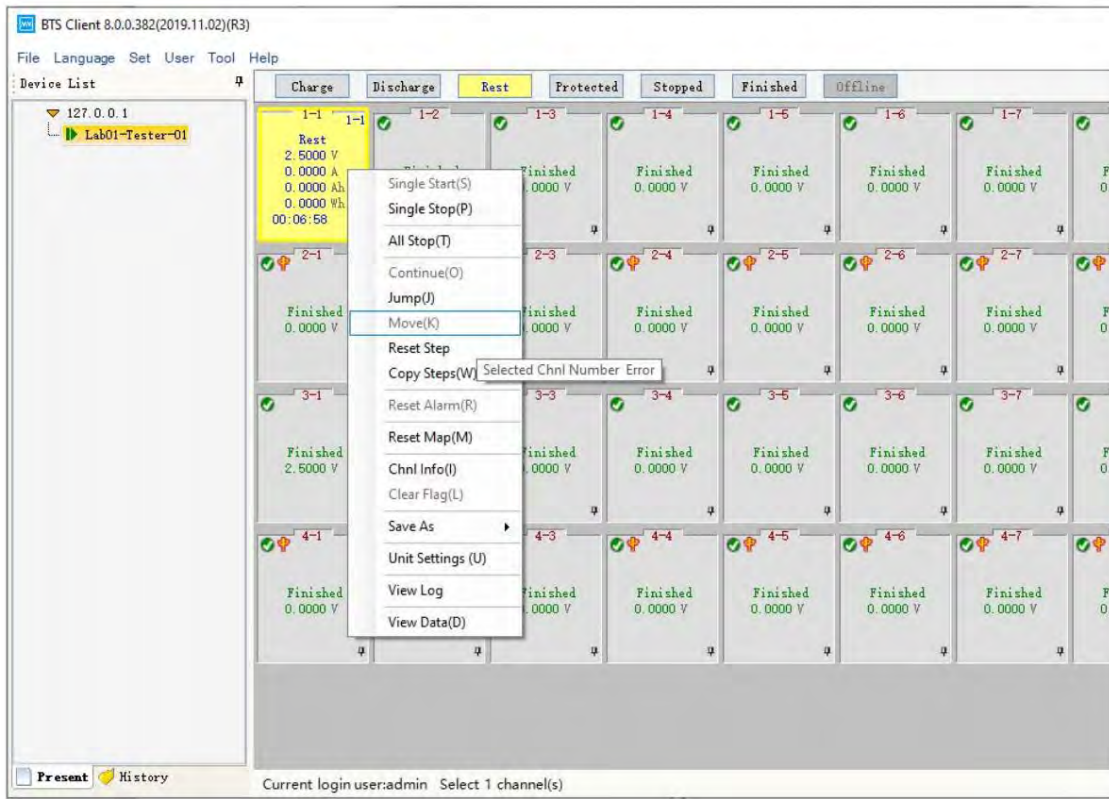 BTS Client 8.0.0.382(2019.11.02)(R3)
File Language Set User Tool Help
Device List
Charge Discharge Rest Protected Stopped Finished Offline
127.0.0.1
Lab01-Tester-01
1-1 1-1 1-2 1-3 1-4 1-5 1-6 1-7
Rest
2.5000 V
0.0000 A Finished Finished Finished Finished Finished
0.0000 Ah .0000 V 0.0000 V 0.0000 V 0.0000 V 0.0000 V
0.0000 Wh
00:06:58
Single Start(S)
Single Stop(P)
All Stop(T)
Continue(O)
Jump(J)
Move(K)
Reset Step
Copy Steps(W)
Selected Chnl Number Error
Reset Alarm(R)
Reset Map(M)
Chnl Info(I)
Clear Flag(L)
Save As
Unit Settings (U)
View Log
View Data(D)
2-1 2-3 2-4 2-5 2-6 2-7
Finished Finished Finished Finished Finished Finished
0.0000 V .0000 V 0.0000 V 0.0000 V 0.0000 V 0.0000 V
3-1 3-3 3-4 3-5 3-6 3-7
Finished Finished Finished Finished Finished Finished
2.5000 V .0000 V 0.0000 V 0.0000 V 0.0000 V 0.0000 V
4-1 4-3 4-4 4-5 4-6 4-7
Finished Finished Finished Finished Finished Finished
0.0000 V .0000 V 0.0000 V 0.0000 V 0.0000 V 0.0000 V
Present History
Current login user:admin Select 1 channel(s)